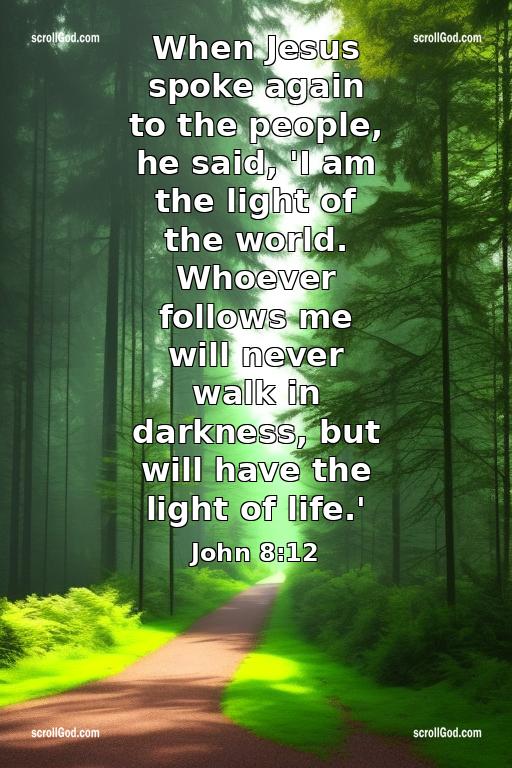 scrollGod.com
scrollGod.com
When Jesus
spoke again
to the people,
he said, 'I am
the light of
the world.
Whoever
follows me
will never
walk in
darkness, but
will have the
light of life.'
John 8:12
scrollGod.com
scrollGod.com